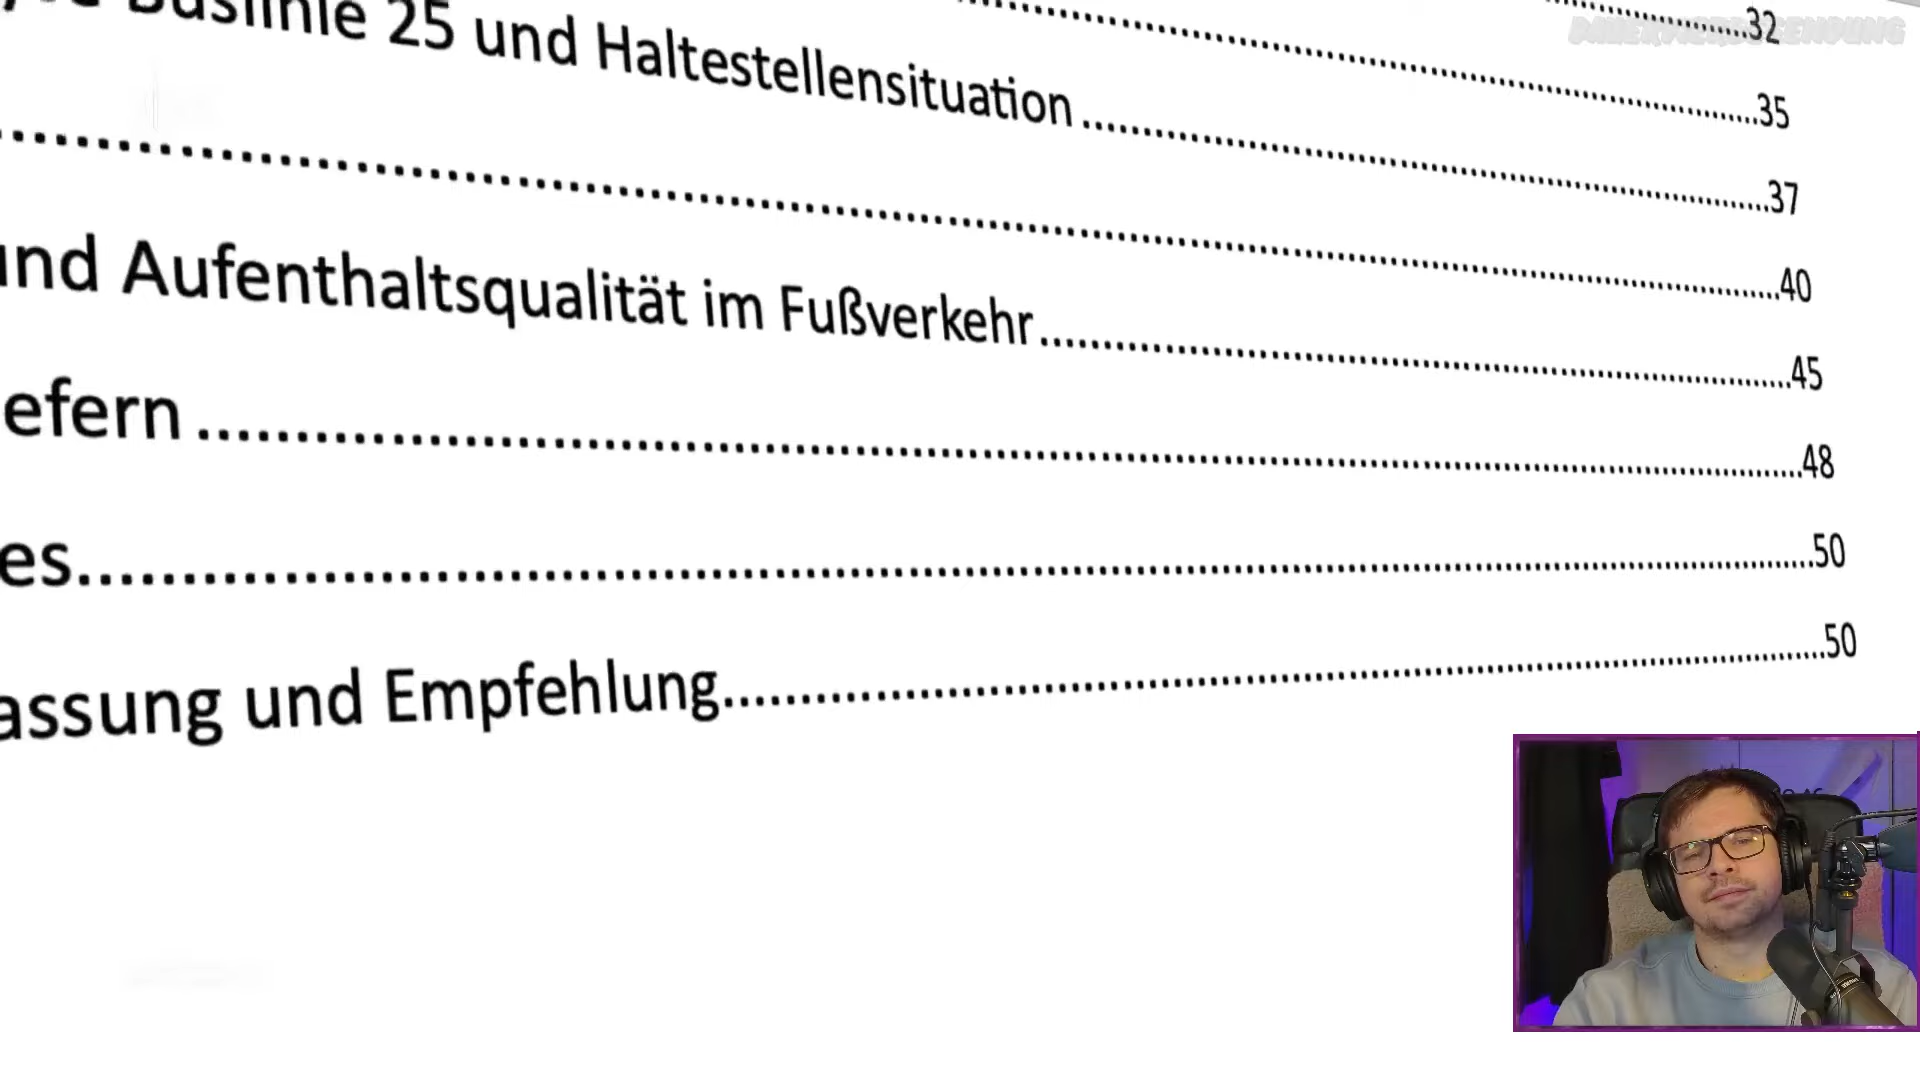 32
35
Buslinie 25 und Haltestellensituation 37
40
und Aufenthaltsqualität im Fußverkehr 45
efern 48
es 50
assung und Empfehlung 50
DAUERWERBESENDUNG